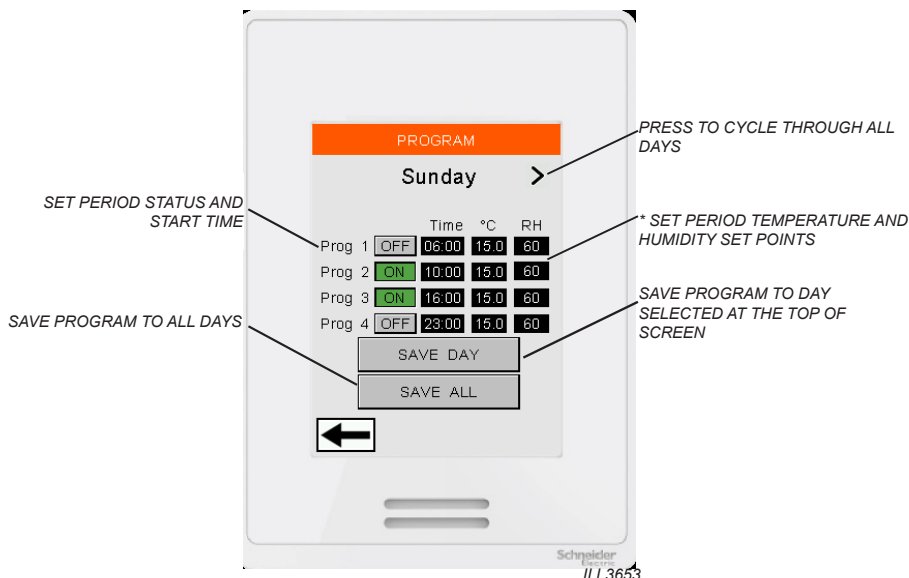 PROGRAM
PRESS TO CYCLE THROUGH ALL
DAYS
Sunday >
SET PERIOD STATUS AND
START TIME
Time °C RH
* SET PERIOD TEMPERATURE AND
HUMIDITY SET POINTS
Prog 1 OFF 06:00 15.0 60
Prog 2 ON 10:00 15.0 60
Prog 3 ON 16:00 15.0 60
Prog 4 OFF 23:00 15.0 60
SAVE PROGRAM TO DAY
SELECTED AT THE TOP OF
SCREEN
SAVE PROGRAM TO ALL DAYS
SAVE DAY
SAVE ALL
Schneider
Electric
ILL3653